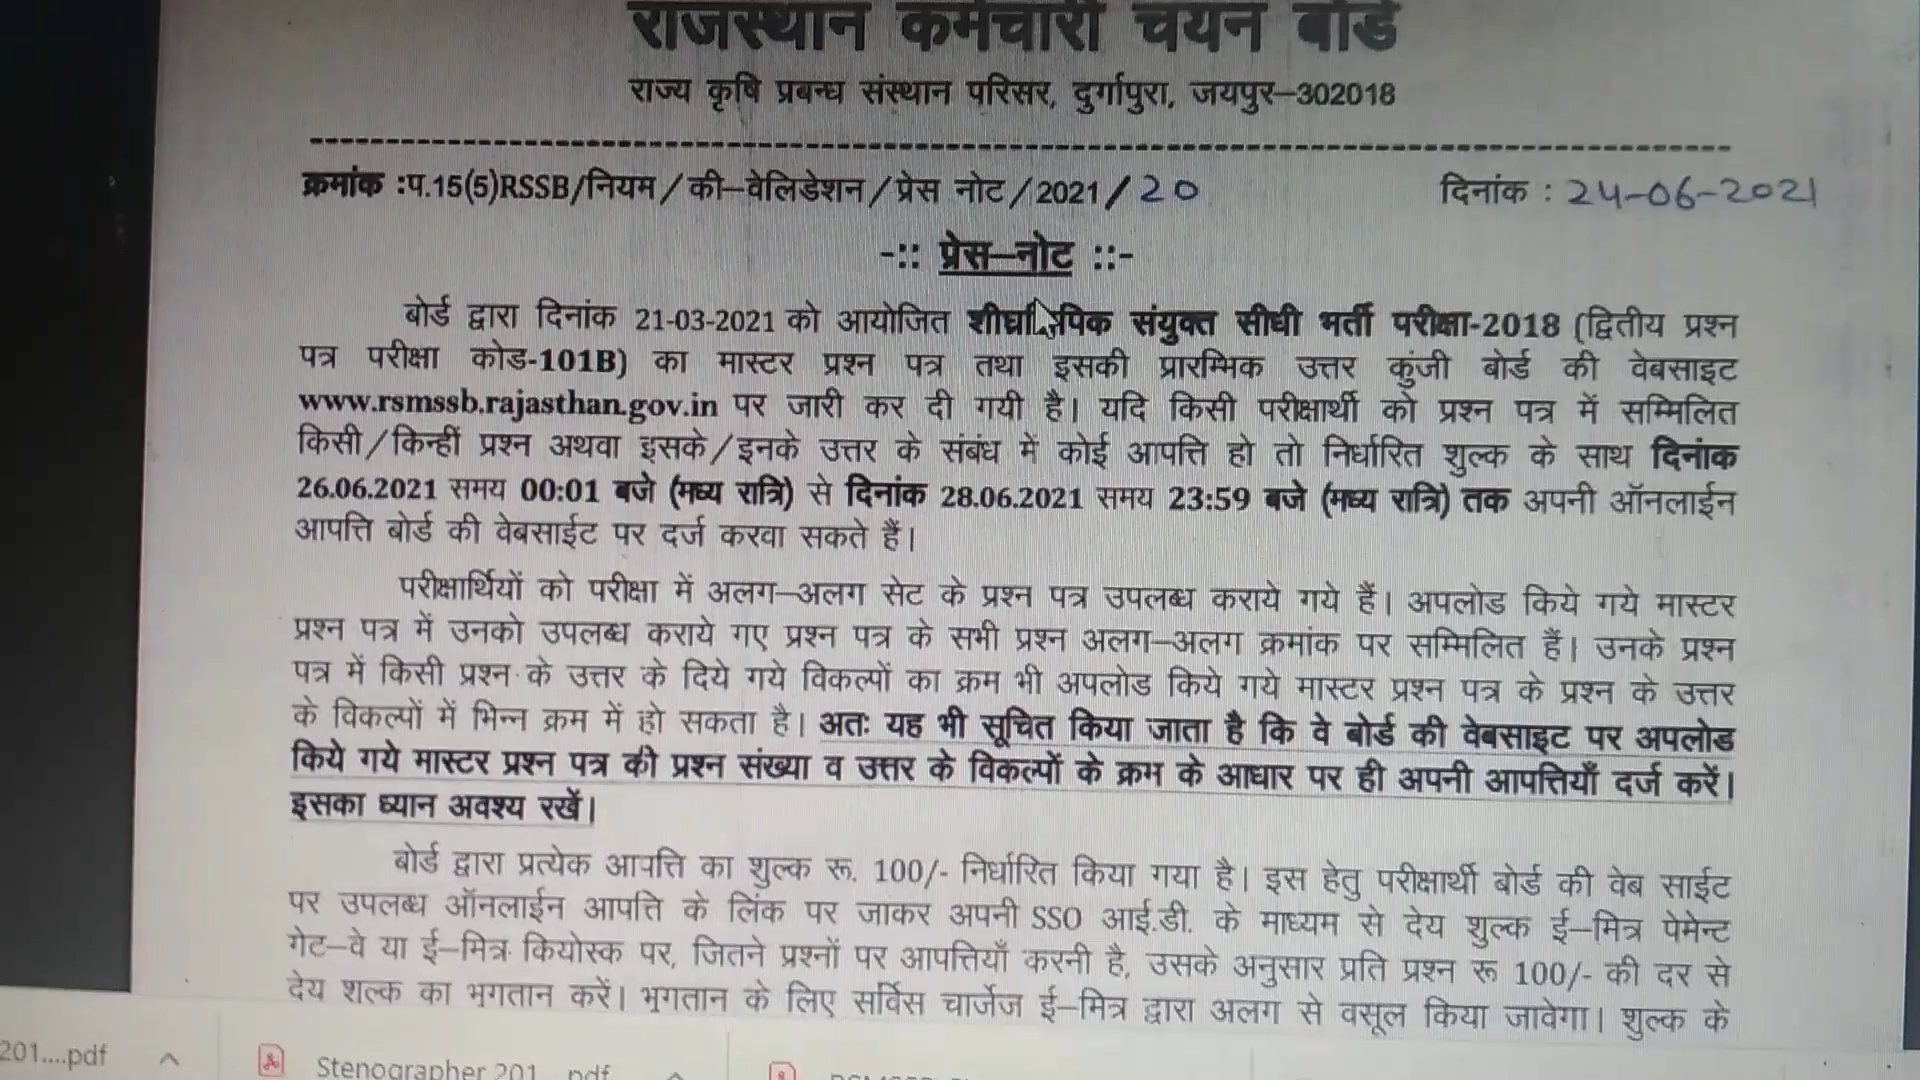 राजस्थान कर्मचारी चयन बोर्ड
राज्य कृषि प्रबन्ध संस्थान परिसर, दुर्गापुरा, जयपुर–302018
क्रमांक :प.15(5)RSSB/नियम/की–वेलिडेशन/प्रेस नोट/2021/20 दिनांक : 24-06-2021
-:: प्रेस–नोट ::-
बोर्ड द्वारा दिनांक 21-03-2021 को आयोजित संयुक्त सीधी भर्ती परीक्षा-2018 (द्वितीय प्रश्न
पत्र परीक्षा कोड-101B) का मास्टर प्रश्न पत्र तथा इसकी प्रारम्भिक उत्तर कुंजी बोर्ड की वेबसाइट
www.rsmssb.rajasthan.gov.in पर जारी कर दी गयी है। यदि किसी परीक्षार्थी को प्रश्न पत्र में सम्मिलित
किसी/किन्हीं प्रश्न अथवा इसके/इनके उत्तर के संबंध में कोई आपत्ति हो तो निर्धारित शुल्क के साथ दिनांक
26.06.2021 समय 00:01 बजे (मध्य रात्रि) से दिनांक 28.06.2021 समय 23:59 बजे (मध्य रात्रि) तक अपनी ऑनलाईन
आपत्ति बोर्ड की वेबसाईट पर दर्ज करवा सकते हैं।
परीक्षार्थियों को परीक्षा में अलग–अलग सेट के प्रश्न पत्र उपलब्ध कराये गये हैं। अपलोड किये गये मास्टर
प्रश्न पत्र में उनको उपलब्ध कराये गए प्रश्न पत्र के सभी प्रश्न अलग–अलग क्रमांक पर सम्मिलित हैं। उनके प्रश्न
पत्र में किसी प्रश्न के उत्तर के दिये गये विकल्पों का क्रम भी अपलोड किये गये मास्टर प्रश्न पत्र के प्रश्न के उत्तर
के विकल्पों में भिन्न क्रम में हो सकता है। अतः यह भी सूचित किया जाता है कि वे बोर्ड की वेबसाइट पर अपलोड
किये गये मास्टर प्रश्न पत्र की प्रश्न संख्या व उत्तर के विकल्पों के क्रम के आधार पर ही अपनी आपत्तियाँ दर्ज करें।
इसका ध्यान अवश्य रखें।
बोर्ड द्वारा प्रत्येक आपत्ति का शुल्क रू. 100/- निर्धारित किया गया है। इस हेतु परीक्षार्थी बोर्ड की वेब साईट
पर उपलब्ध ऑनलाईन आपत्ति के लिंक पर जाकर अपनी SSO आई.डी. के माध्यम से देय शुल्क ई–मित्र पेमेन्ट
गेट–वे या ई–मित्र कियोस्क पर, जितने प्रश्नों पर आपत्तियाँ करनी है, उसके अनुसार प्रति प्रश्न रू 100/- की दर से
देय शुल्क का भुगतान करें। भुगतान के लिए सर्विस चार्जेज ई–मित्र द्वारा अलग से वसूल किया जावेगा। शुल्क के
201....pdf Stenographer 201....pdf